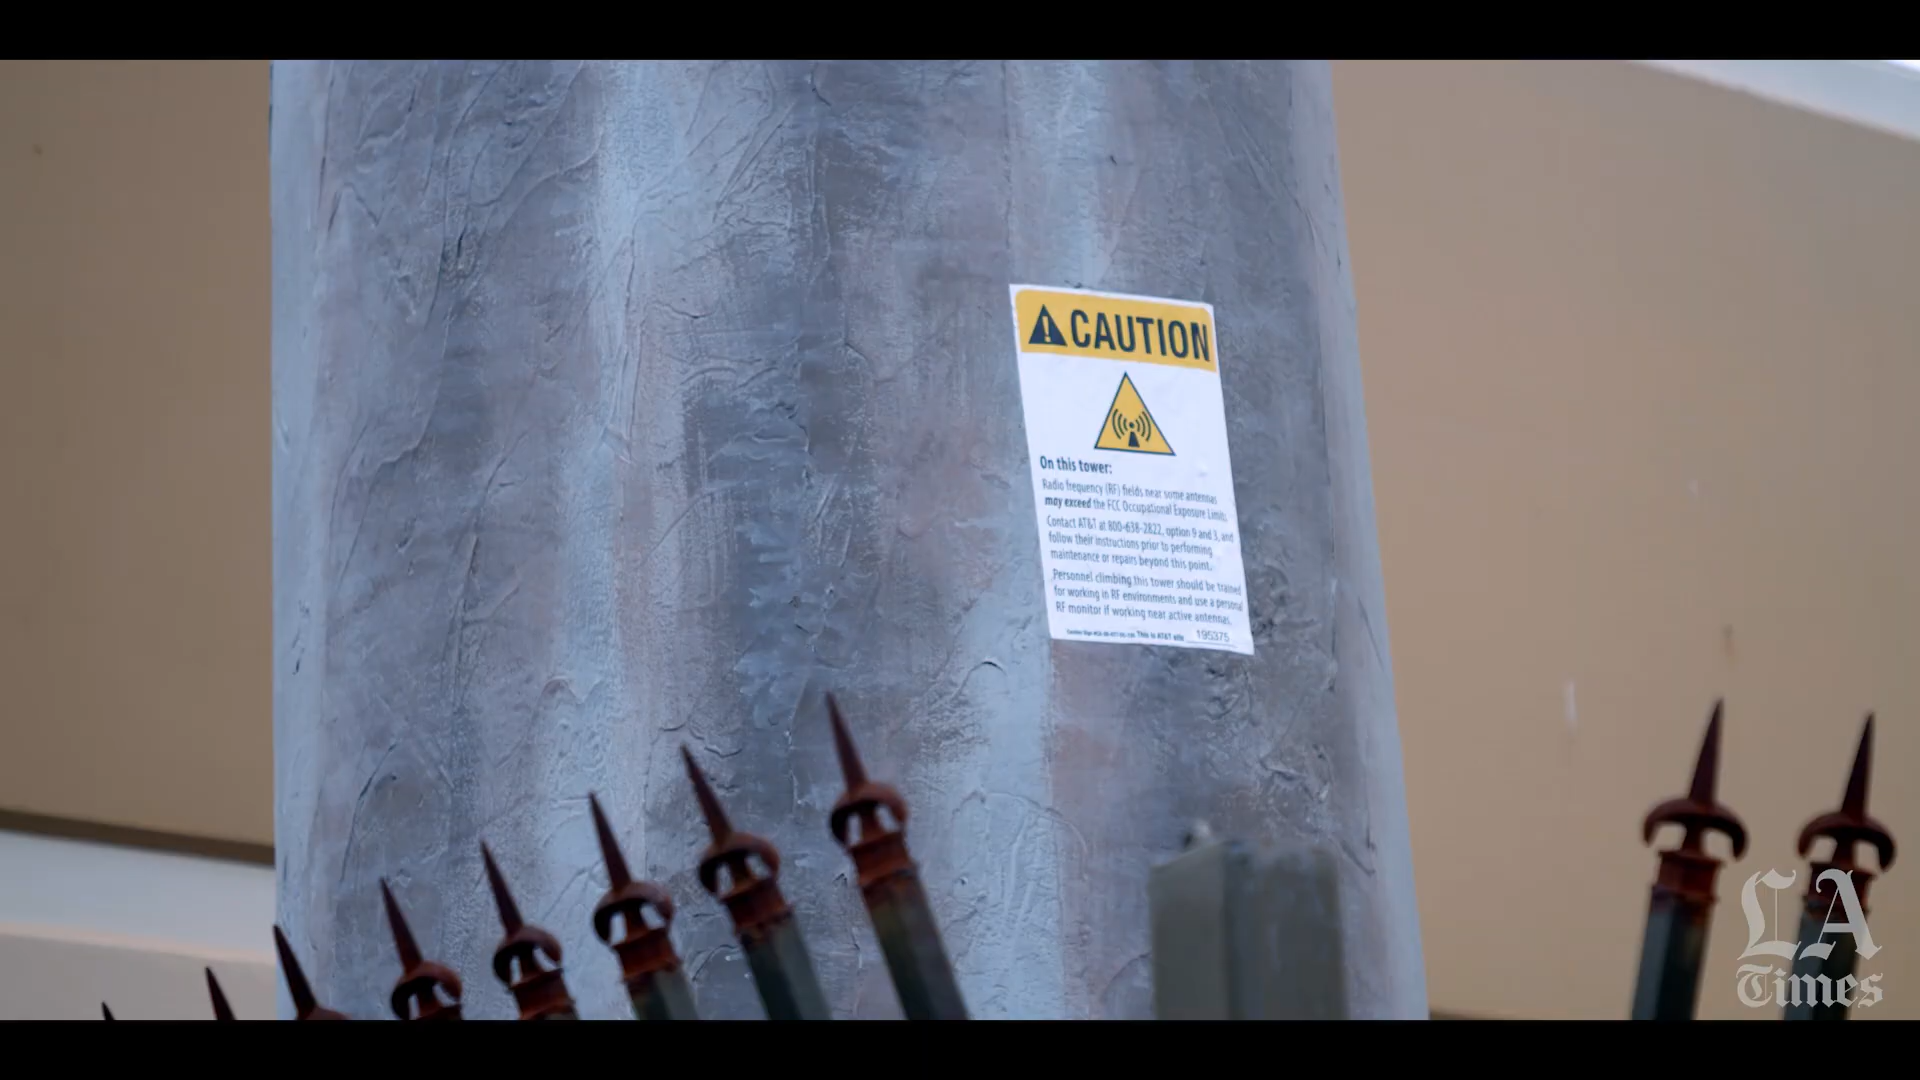 CAUTION
On this tower:
Radio frequency (RF) fields near some antennas
may exceed the FCC Occupational Exposure Limits.
Contact AT&T at 800-638-2822, option 9 and 3, and
follow their instructions prior to performing
maintenance or repairs beyond this point.
Personnel climbing this tower should be trained
for working in RF environments and use a personal
RF monitor if working near active antennas.
This is AT&T site 195375
LA
Times